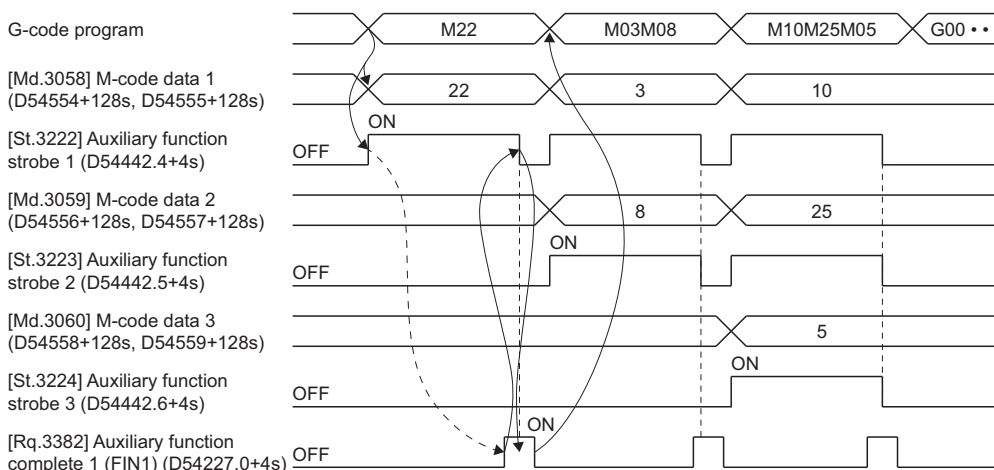 G-code program
M22
M03M08
M10M25M05
G00 • •
[Md.3058] M-code data 1
(D54554+128s, D54555+128s)
22
3
10
[St.3222] Auxiliary function
strobe 1 (D54442.4+4s)
OFF
ON
[Md.3059] M-code data 2
(D54556+128s, D54557+128s)
8
25
[St.3223] Auxiliary function
strobe 2 (D54442.5+4s)
OFF
ON
[Md.3060] M-code data 3
(D54558+128s, D54559+128s)
5
[St.3224] Auxiliary function
strobe 3 (D54442.6+4s)
OFF
ON
[Rq.3382] Auxiliary function
complete 1 (FIN1) (D54227.0+4s)
OFF
ON